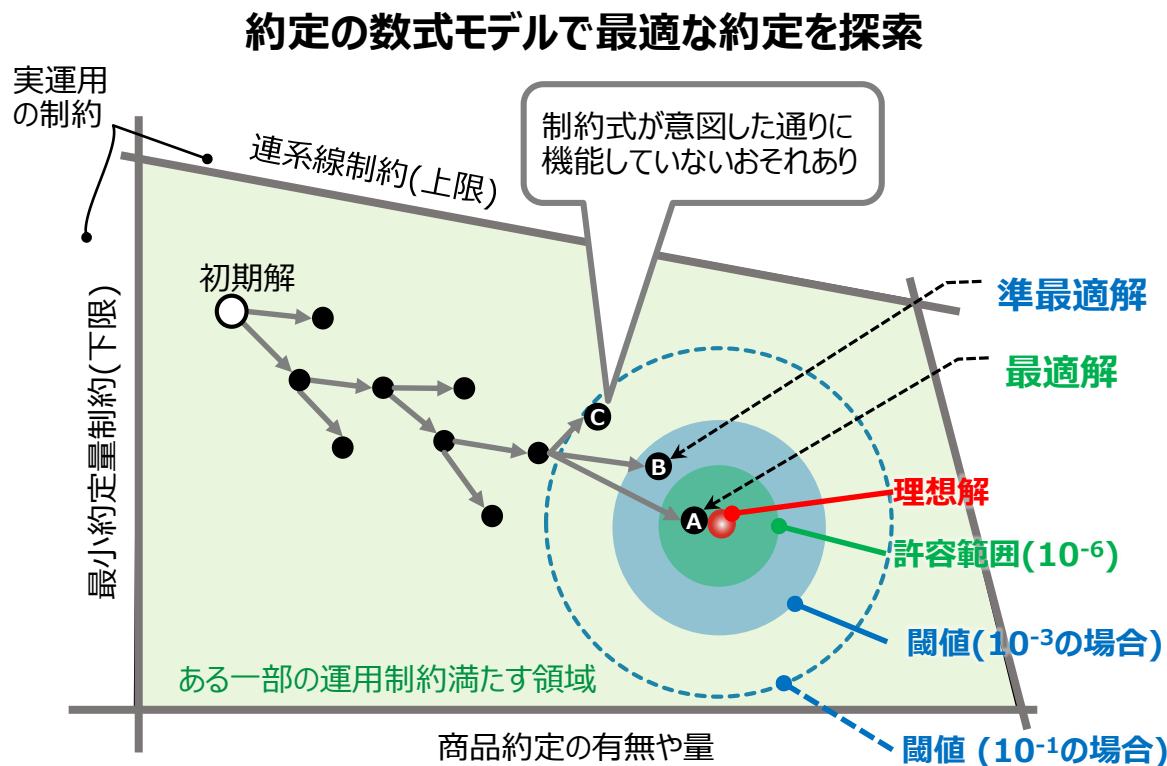 約定の数式モデルで最適な約定を探索
実運用
の制約
制約式が意図した通りに
機能していないおそれあり
連系線制約(上限)
初期解
準最適解
最適解
最小約定量制約(下限)
C
B
A
理想解
許容範囲(10⁻⁶)
閾値(10⁻³の場合)
ある一部の運用制約満たす領域
閾値 (10⁻¹の場合)
商品約定の有無や量